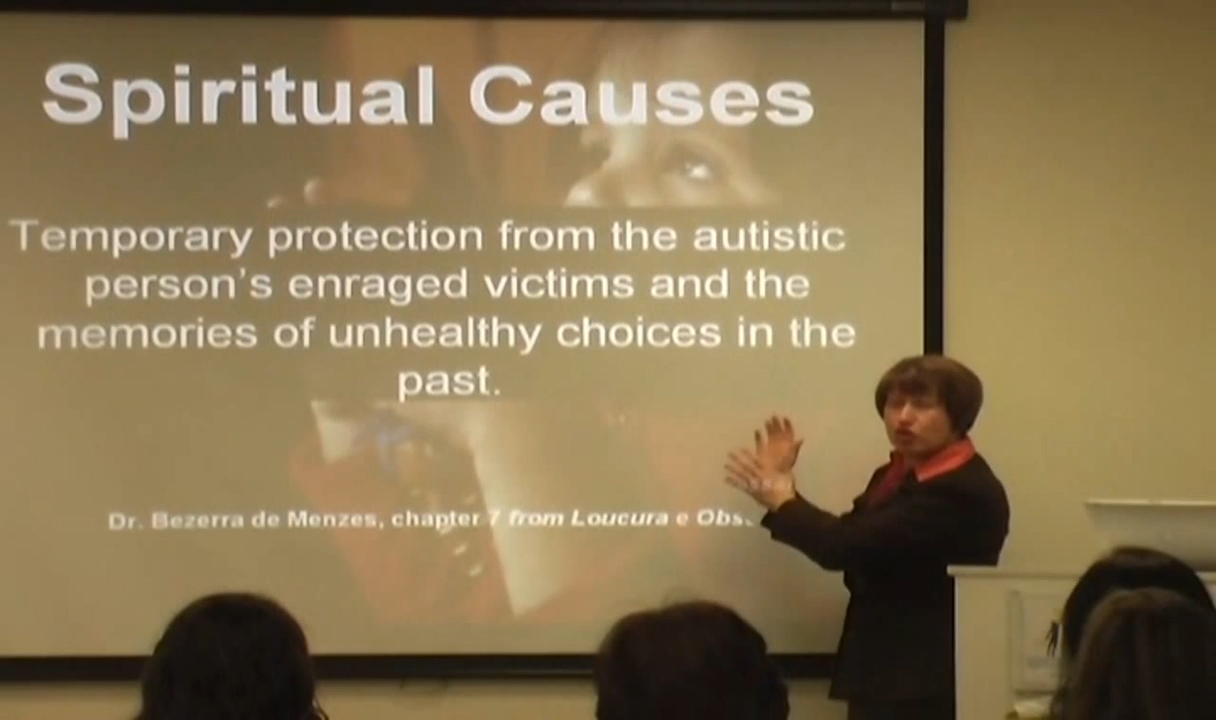 Spiritual Causes
Temporary protection from the autistic
person's enraged victims and the
memories of unhealthy choices in the
past.
Dr. Bezerra de Menzes, chapter 7 from Loucura e